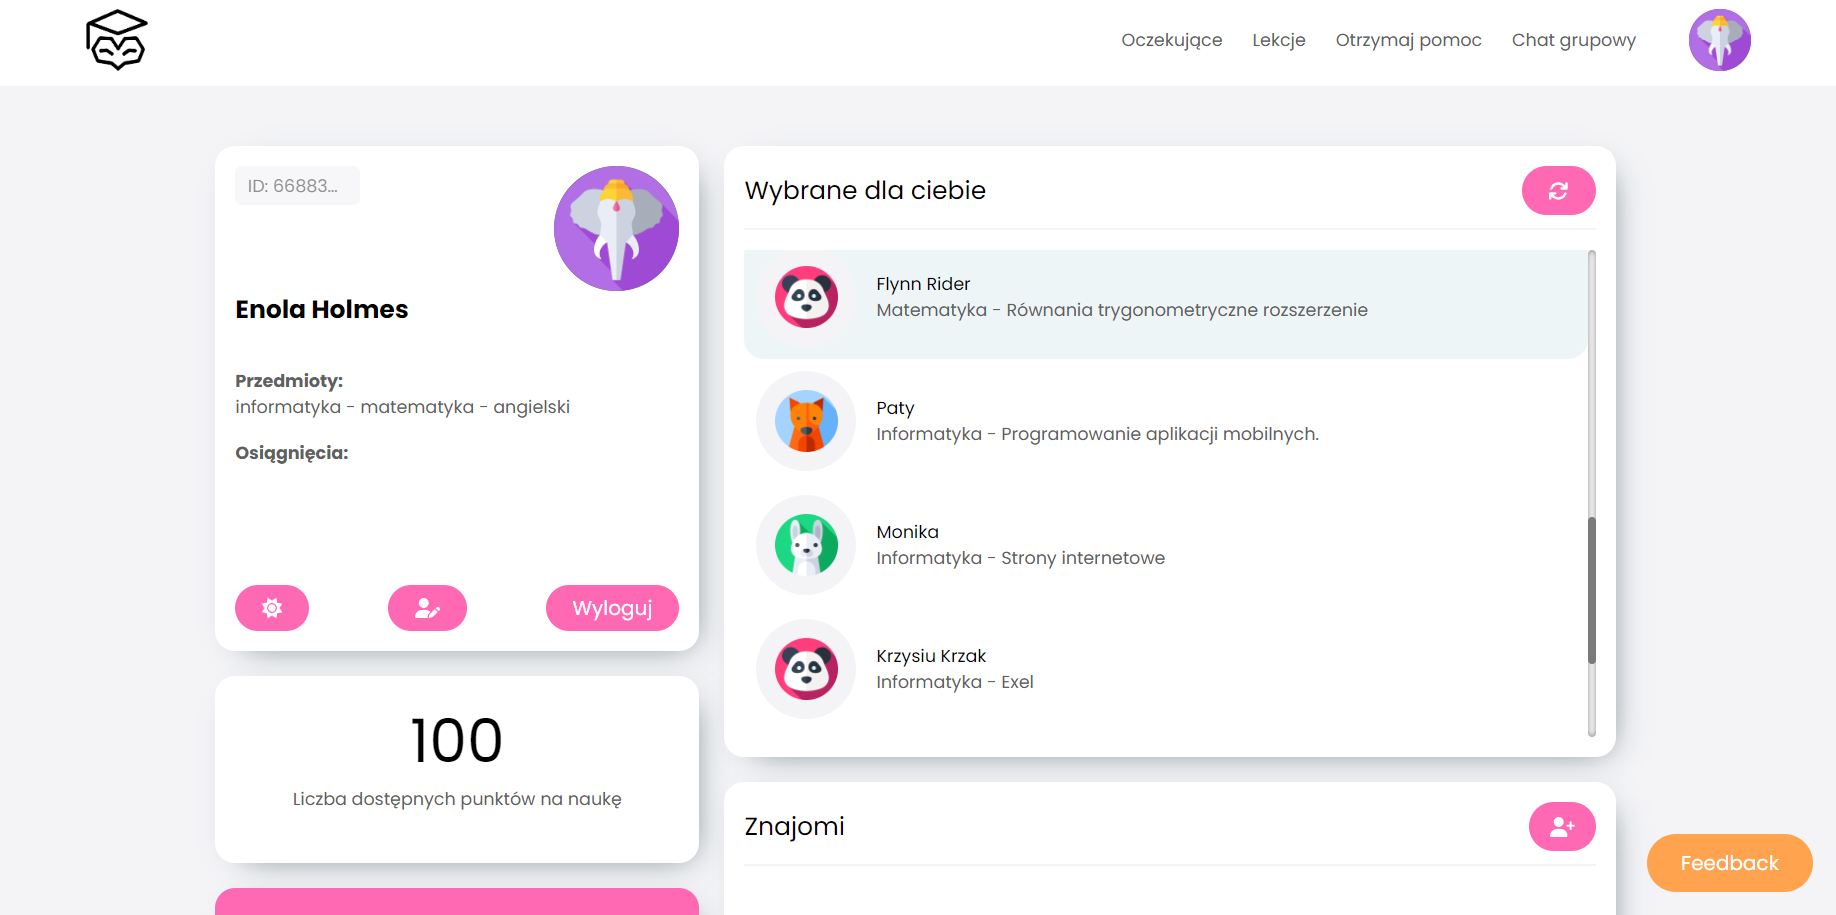 Oczekujące
Lekcje
Otrzymaj pomoc
Chat grupowy
ID: 66883...
Enola Holmes
Przedmioty:
informatyka - matematyka - angielski
Osiągnięcia:
Wyloguj
100
Liczba dostępnych punktów na naukę
Wybrane dla ciebie
Flynn Rider
Matematyka - Równania trygonometryczne rozszerzenie
Paty
Informatyka - Programowanie aplikacji mobilnych.
Monika
Informatyka - Strony internetowe
Krzysiu Krzak
Informatyka - Exel
Znajomi
Feedback